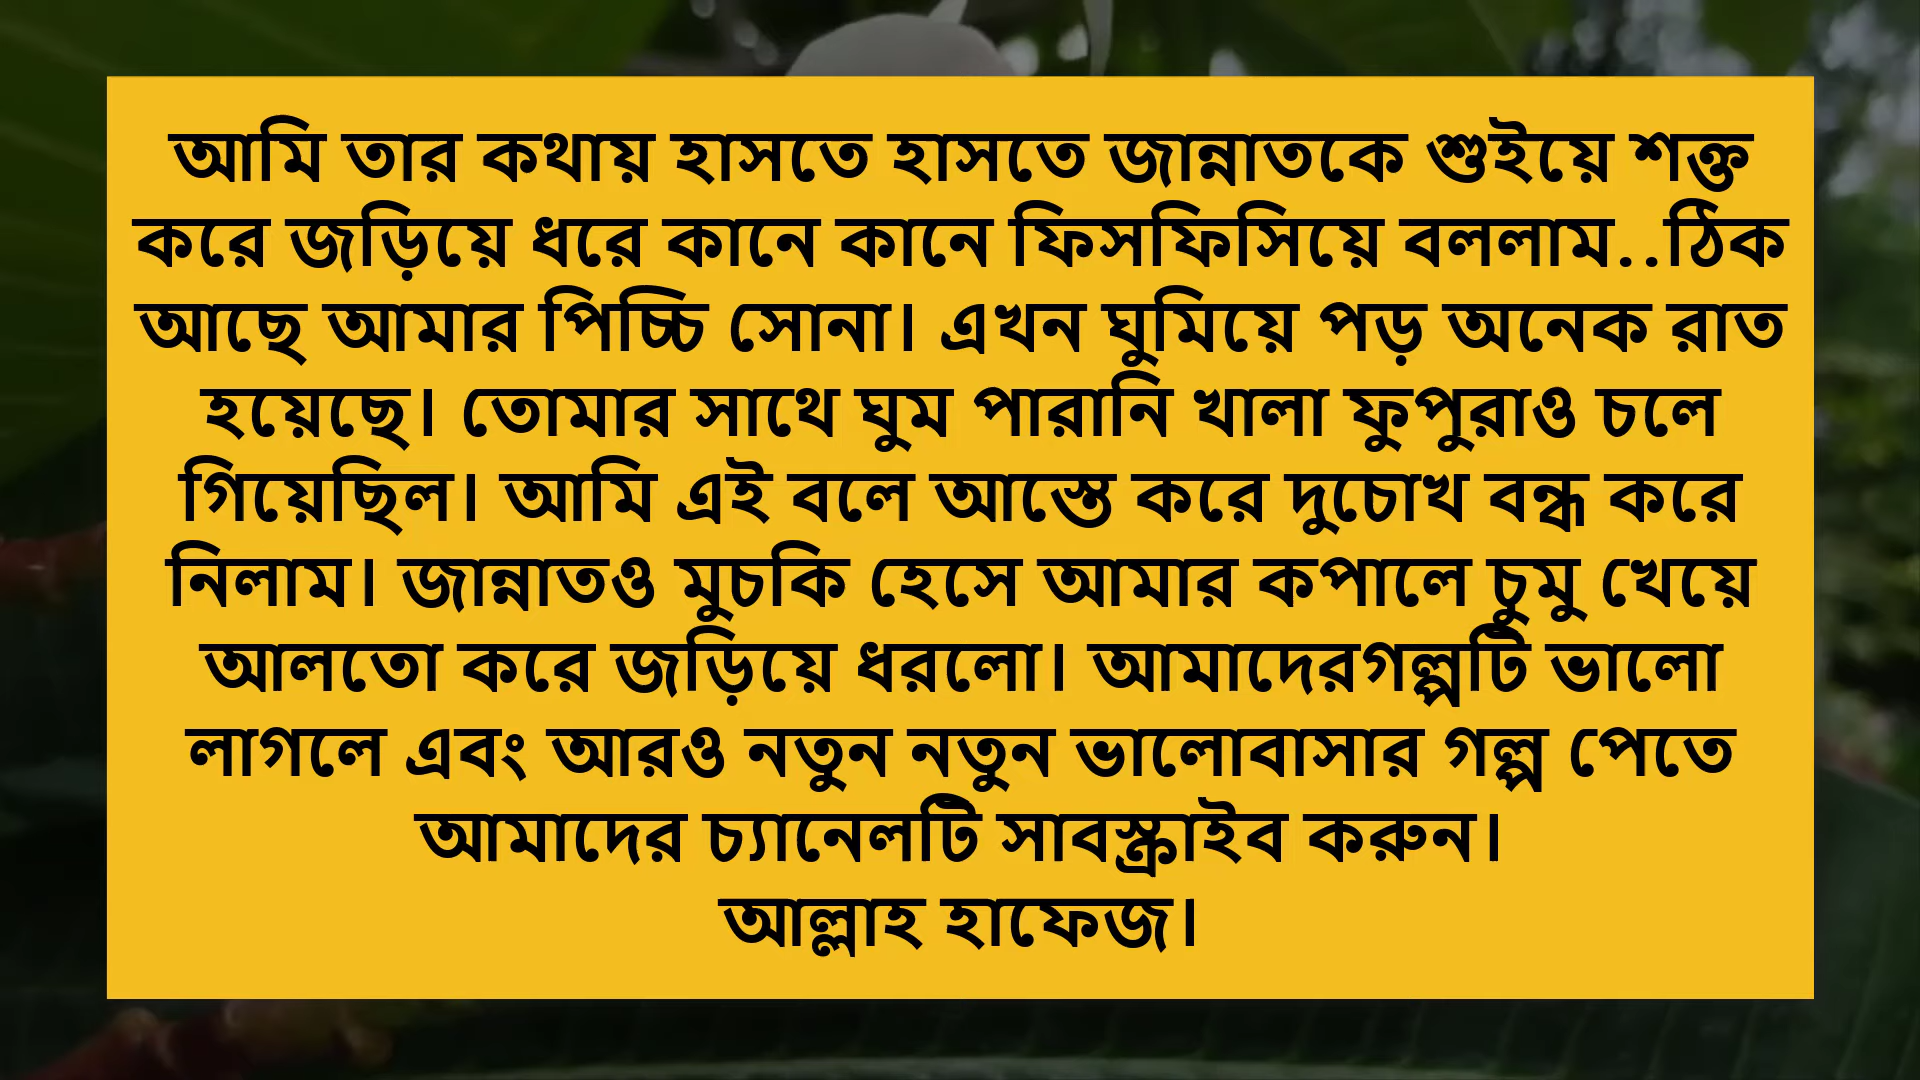 আমি তার কথায় হাসতে হাসতে জান্নাতকে শুইয়ে শক্ত
করে জড়িয়ে ধরে কানে কানে ফিসফিসিয়ে বললাম..ঠিক
আছে আমার পিচ্চি সোনা। এখন ঘুমিয়ে পড় অনেক রাত
হয়েছে। তোমার সাথে ঘুম পারানি খালা ফুপুরাও চলে
গিয়েছিল। আমি এই বলে আস্তে করে দুচোখ বন্ধ করে
নিলাম। জান্নাতও মুচকি হেসে আমার কপালে চুমু খেয়ে
আলতো করে জড়িয়ে ধরলো। আমাদেরগল্পটি ভালো
লাগলে এবং আরও নতুন নতুন ভালোবাসার গল্প পেতে
আমাদের চ্যানেলটি সাবস্ক্রাইব করুন।
আল্লাহ হাফেজ।